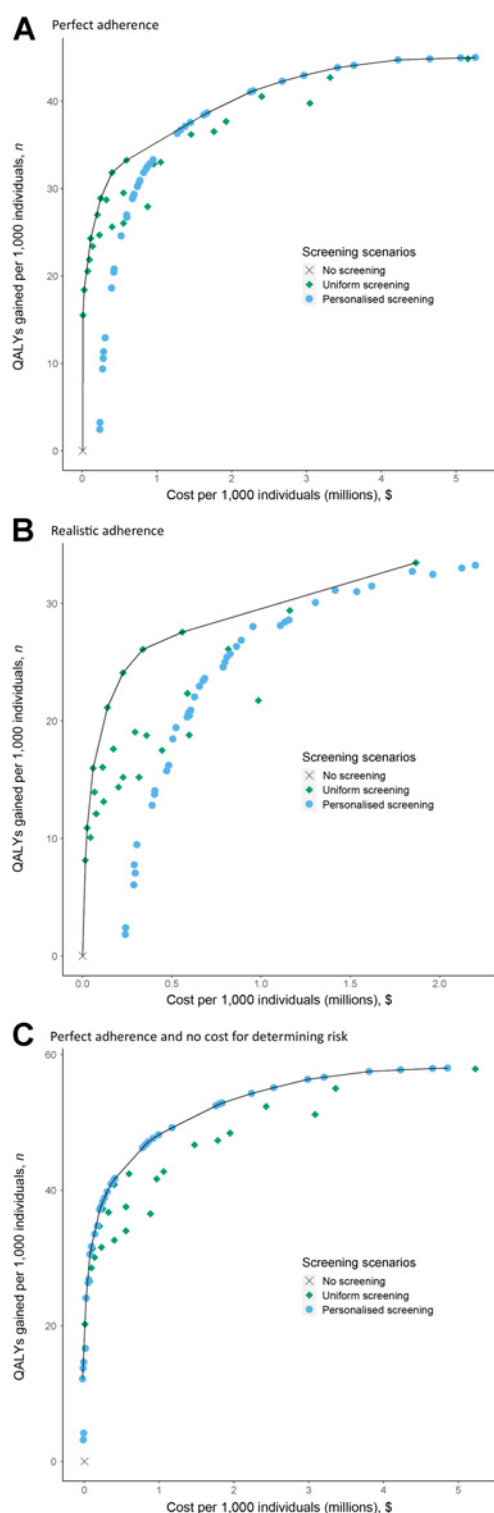 A Perfect adherence
QALYs gained per 1,000 individuals, n
40
30
20
10
0
Screening scenarios
No screening
Uniform screening
Personalised screening
0 1 2 3 4 5
Cost per 1,000 individuals (millions), $
B Realistic adherence
QALYs gained per 1,000 individuals, n
30
20
10
0
Screening scenarios
No screening
Uniform screening
Personalised screening
0.0 0.5 1.0 1.5 2.0
Cost per 1,000 individuals (millions), $
C Perfect adherence and no cost for determining risk
QALYs gained per 1,000 individuals, n
60
40
20
0
Screening scenarios
No screening
Uniform screening
Personalised screening
0 1 2 3 4 5
Cost per 1,000 individuals (millions), $